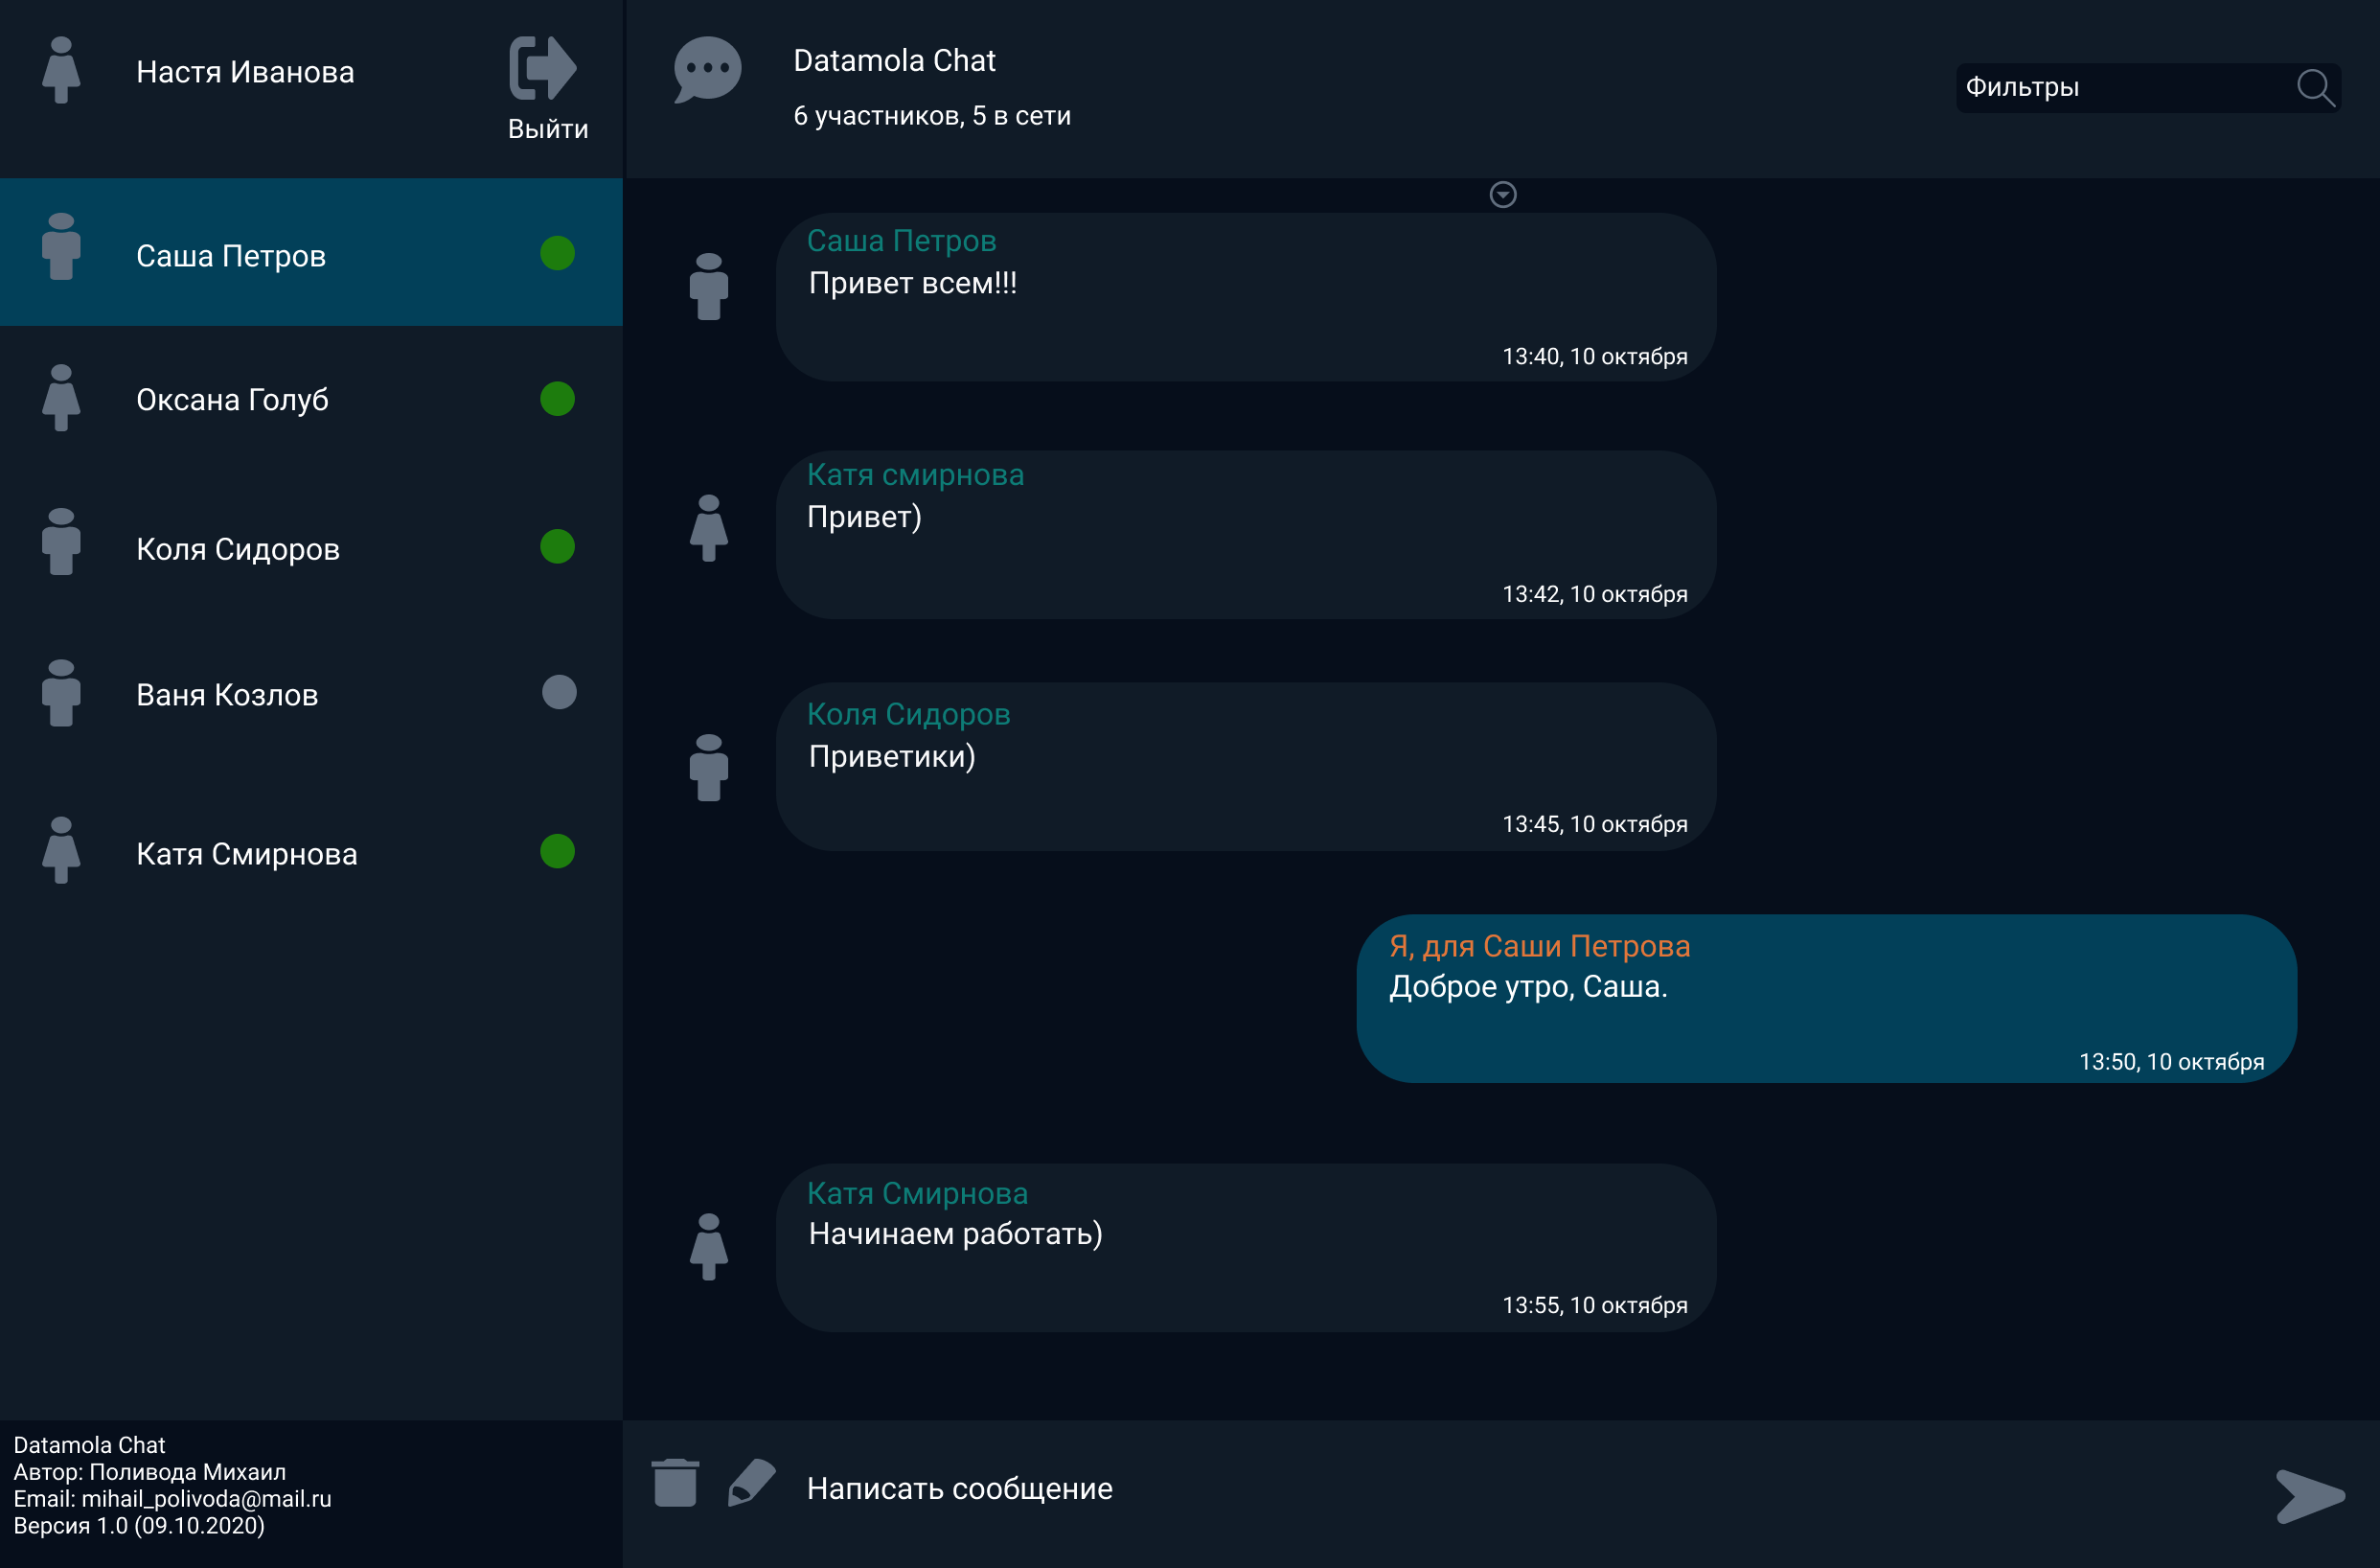 Настя Иванова
Выйти
Datamola Chat
6 участников, 5 в сети
Фильтры
Саша Петров
Оксана Голуб
Коля Сидоров
Ваня Козлов
Катя Смирнова
Саша Петров
Привет всем!!!
13:40, 10 октября
Катя смирнова
Привет)
13:42, 10 октября
Коля Сидоров
Приветики)
13:45, 10 октября
Я, для Саши Петрова
Доброе утро, Саша.
13:50, 10 октября
Катя Смирнова
Начинаем работать)
13:55, 10 октября
Datamola Chat
Автор: Поливода Михаил
Email: mihail_polivoda@mail.ru
Версия 1.0 (09.10.2020)
Написать сообщение